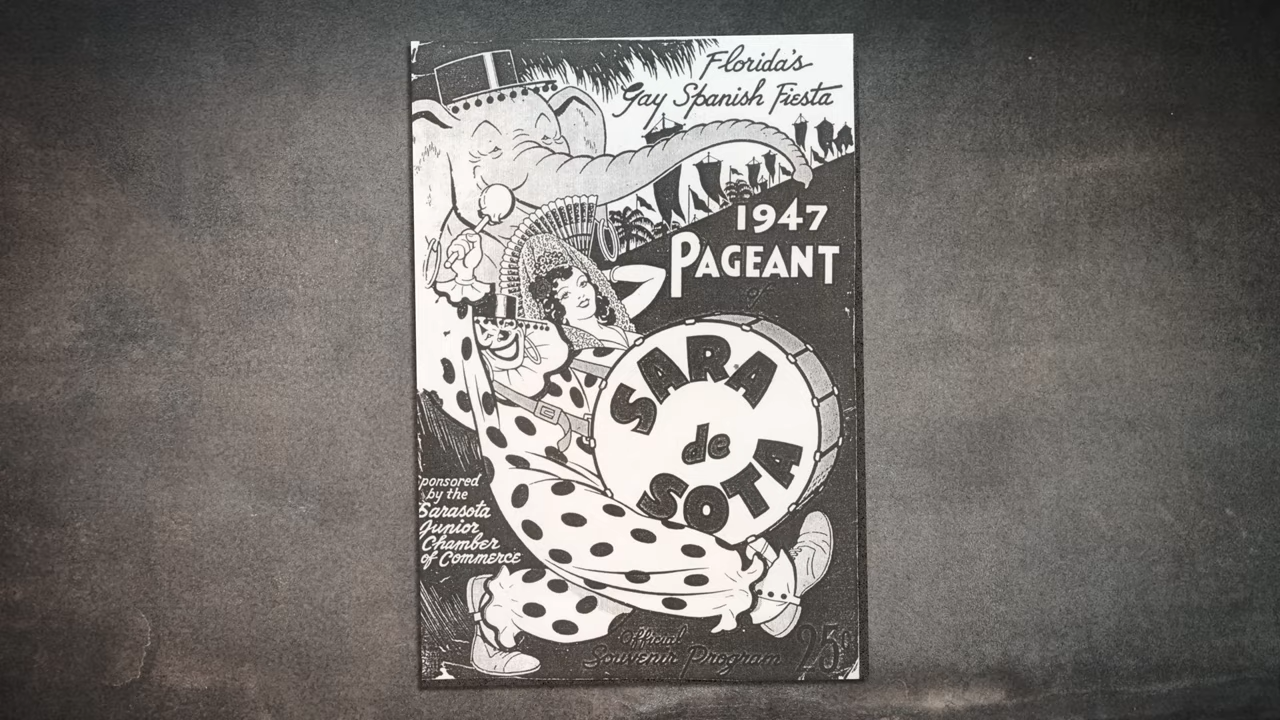 Florida's
Gay Spanish Fiesta
1947
PAGEANT
of
SARA
de
SOTA
ponsored
by the
Sarasota
Junior
Chamber
of Commerce
Official
Souvenir Program
25¢